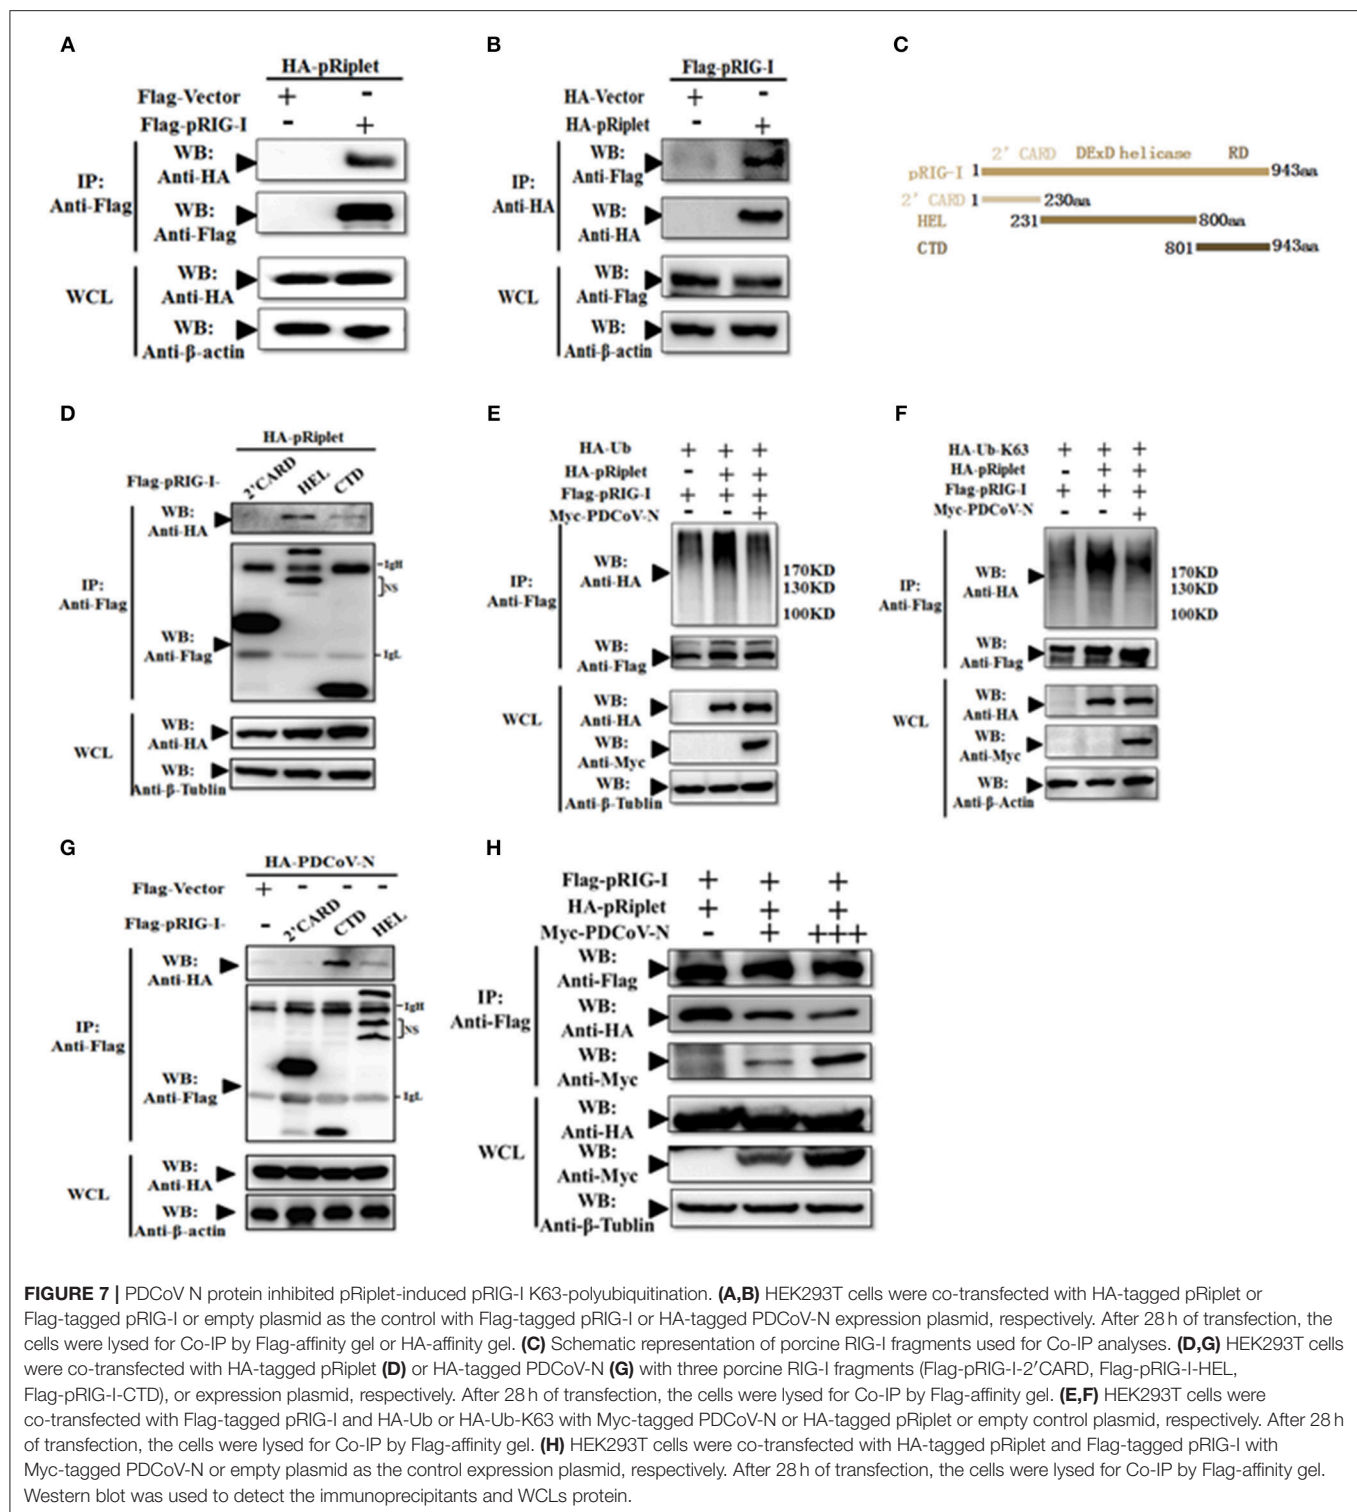 A
HA-pRiplet
Flag-Vector + -
Flag-pRIG-I - +
IP:
Anti-Flag
WB:
Anti-HA
WB:
Anti-Flag
WCL
WB:
Anti-HA
WB:
Anti-β-actin
B
Flag-pRIG-I
HA-Vector + -
HA-pRiplet - +
IP:
Anti-HA
WB:
Anti-Flag
WB:
Anti-HA
WCL
WB:
Anti-Flag
WB:
Anti-β-actin
C
2' CARD DExD helicase RD
pRIG-I 1 943aa
2' CARD 1 230aa
HEL 231 800aa
CTD 801 943aa
D
HA-pRiplet
Flag-pRIG-I- 2'CARD HEL CTD
IP:
Anti-Flag
WB:
Anti-HA
WB:
Anti-Flag
IgH
NS
IgL
WCL
WB:
Anti-HA
WB:
Anti-β-Tublin
E
HA-Ub + + +
HA-pRiplet - + +
Flag-pRIG-I + + +
Myc-PDCoV-N - - +
IP:
Anti-Flag
WB:
Anti-HA
170KD
130KD
100KD
WB:
Anti-Flag
WCL
WB:
Anti-HA
WB:
Anti-Myc
WB:
Anti-β-Tublin
F
HA-Ub-K63 + + +
HA-pRiplet - + +
Flag-pRIG-I + + +
Myc-PDCoV-N - - +
IP:
Anti-Flag
WB:
Anti-HA
170KD
130KD
100KD
WB:
Anti-Flag
WCL
WB:
Anti-HA
WB:
Anti-Myc
WB:
Anti-β-Actin
G
HA-PDCoV-N
Flag-Vector + - - -
Flag-pRIG-I- - 2'CARD CTD HEL
IP:
Anti-Flag
WB:
Anti-HA
WB:
Anti-Flag
IgH
NS
IgL
WCL
WB:
Anti-HA
WB:
Anti-β-actin
H
Flag-pRIG-I + + +
HA-pRiplet + + +
Myc-PDCoV-N - + +++
IP:
Anti-Flag
WB:
Anti-Flag
WB:
Anti-HA
WB:
Anti-Myc
WCL
WB:
Anti-HA
WB:
Anti-Myc
WB:
Anti-β-Tublin
FIGURE 7 | PDCoV N protein inhibited pRiplet-induced pRIG-I K63-polyubiquitination. (A,B) HEK293T cells were co-transfected with HA-tagged pRiplet or
Flag-tagged pRIG-I or empty plasmid as the control with Flag-tagged pRIG-I or HA-tagged PDCoV-N expression plasmid, respectively. After 28 h of transfection, the
cells were lysed for Co-IP by Flag-affinity gel or HA-affinity gel. (C) Schematic representation of porcine RIG-I fragments used for Co-IP analyses. (D,G) HEK293T cells
were co-transfected with HA-tagged pRiplet (D) or HA-tagged PDCoV-N (G) with three porcine RIG-I fragments (Flag-pRIG-I-2′CARD, Flag-pRIG-I-HEL,
Flag-pRIG-I-CTD), or expression plasmid, respectively. After 28 h of transfection, the cells were lysed for Co-IP by Flag-affinity gel. (E,F) HEK293T cells were
co-transfected with Flag-tagged pRIG-I and HA-Ub or HA-Ub-K63 with Myc-tagged PDCoV-N or HA-tagged pRiplet or empty control plasmid, respectively. After 28 h
of transfection, the cells were lysed for Co-IP by Flag-affinity gel. (H) HEK293T cells were co-transfected with HA-tagged pRiplet and Flag-tagged pRIG-I with
Myc-tagged PDCoV-N or empty plasmid as the control expression plasmid, respectively. After 28 h of transfection, the cells were lysed for Co-IP by Flag-affinity gel.
Western blot was used to detect the immunoprecipitants and WCLs protein.